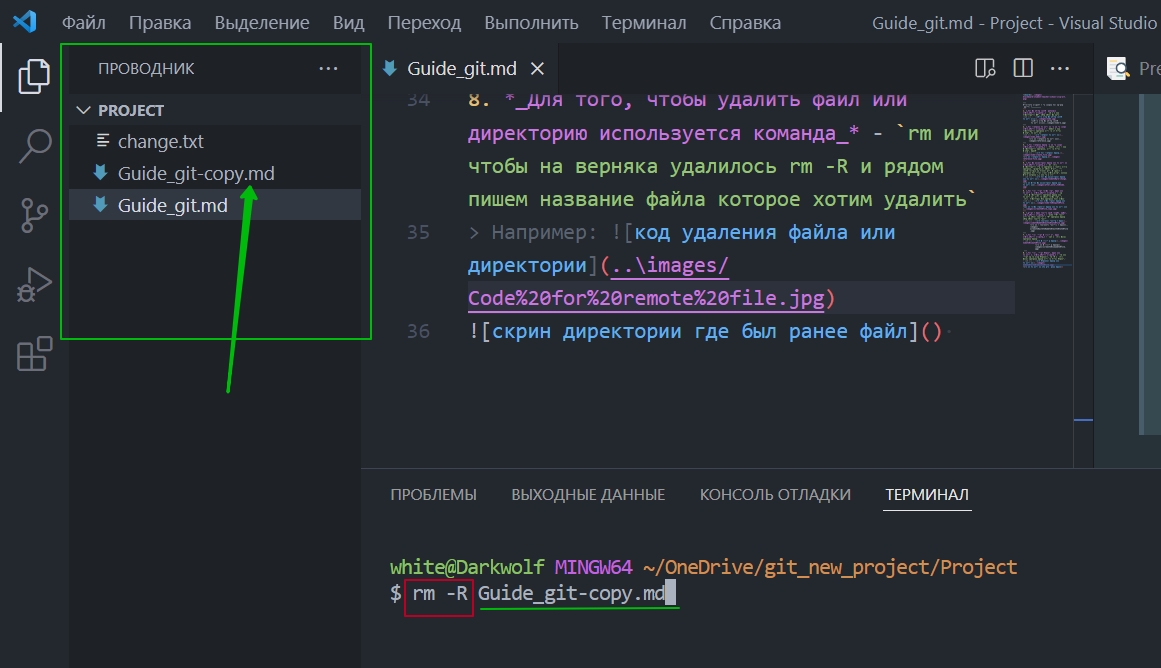 Файл Правка Выделение Вид Переход Выполнить Терминал Справка Guide_git.md - Project - Visual Studio
ПРОВОДНИК ···
PROJECT
change.txt
Guide_git-copy.md
Guide_git.md
Guide_git.md × ··· Pre
34 8. *_Для того, чтобы удалить файл или
директорию используется команда_* - `rm или
чтобы на верняка удалилось rm -R и рядом
пишем название файла которое хотим удалить`
35 > Например: ![код удаления файла или
директории](..\images/
Code%20for%20remote%20file.jpg)
36 ![скрин директории где был ранее файл]()
ПРОБЛЕМЫ ВЫХОДНЫЕ ДАННЫЕ КОНСОЛЬ ОТЛАДКИ ТЕРМИНАЛ
white@Darkwolf MINGW64 ~/OneDrive/git_new_project/Project
$ rm -R Guide_git-copy.md